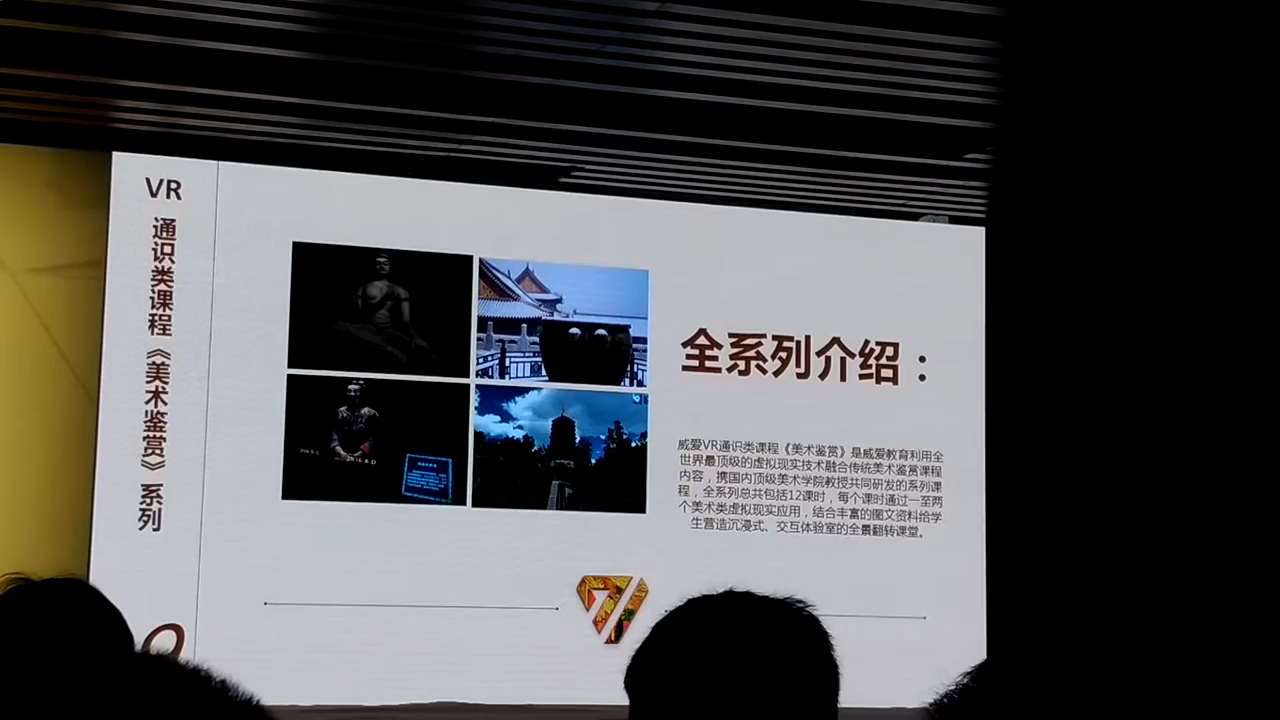 VR
通识类课程《美术鉴赏》系列
全系列介绍：
威爱VR通识类课程《美术鉴赏》是威爱教育利用全
世界最顶级的虚拟现实技术融合传统美术鉴赏课程
内容，携国内顶级美术学院教授共同研发的系列课
程，全系列总共包括12课时，每个课时通过一至两
个美术类虚拟现实应用，结合丰富的图文资料给学
生营造沉浸式、交互体验室的全景翻转课堂。